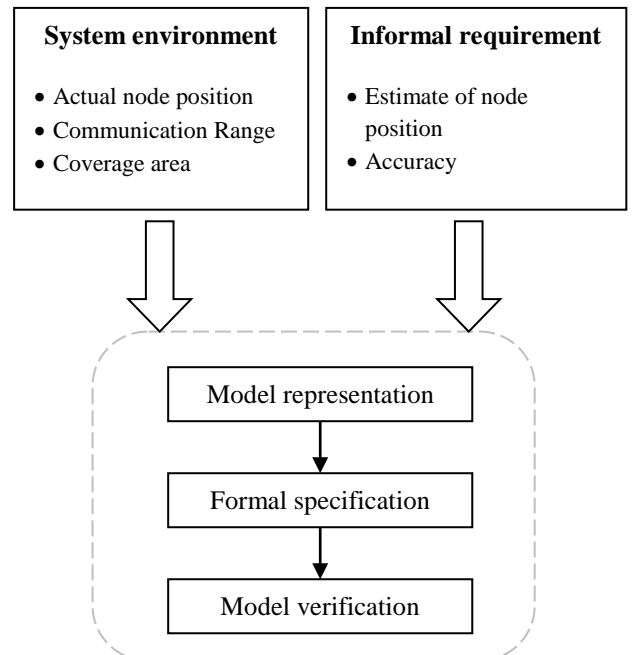 System environment
• Actual node position
• Communication Range
• Coverage area
Informal requirement
• Estimate of node
position
• Accuracy
Model representation
Formal specification
Model verification